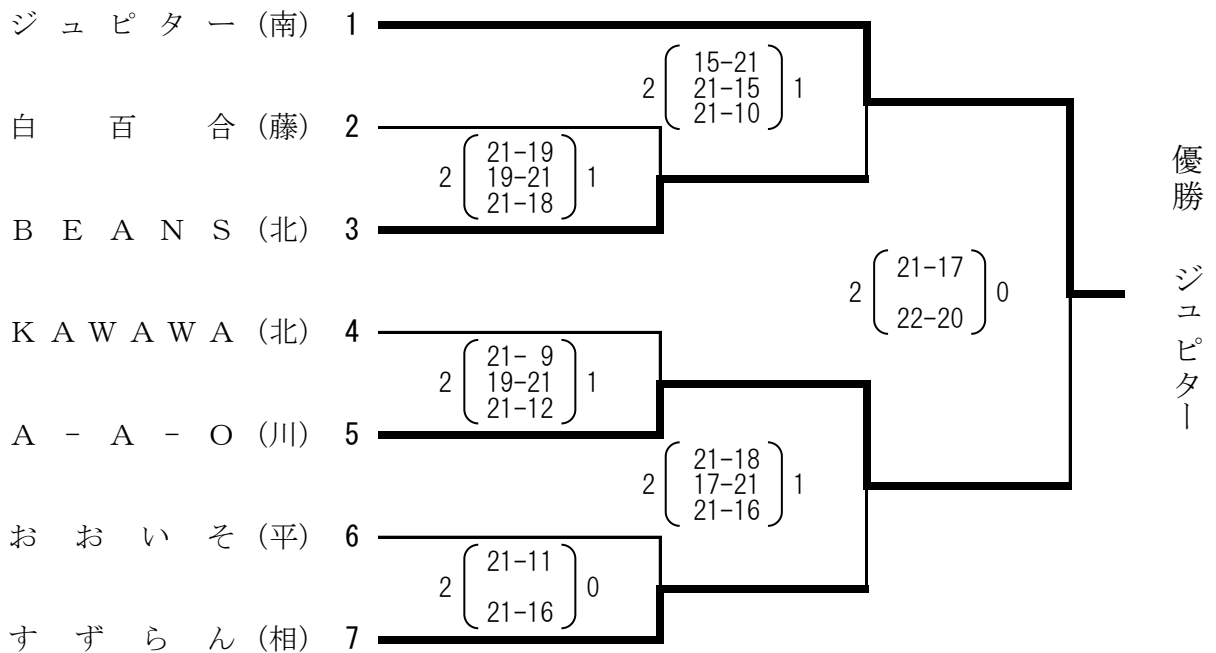 ジュピター(南) 1
15-21
2 21-15 1
21-10
白百合(藤) 2
21-19
2 19-21 1
21-18
BEANS(北) 3
21-17
2 0
22-20
KAWAWA(北) 4
21- 9
2 19-21 1
21-12
A-A-O(川) 5
21-18
2 17-21 1
21-16
おおいそ(平) 6
21-11
2 0
21-16
すずらん(相) 7
優勝 ジュピター